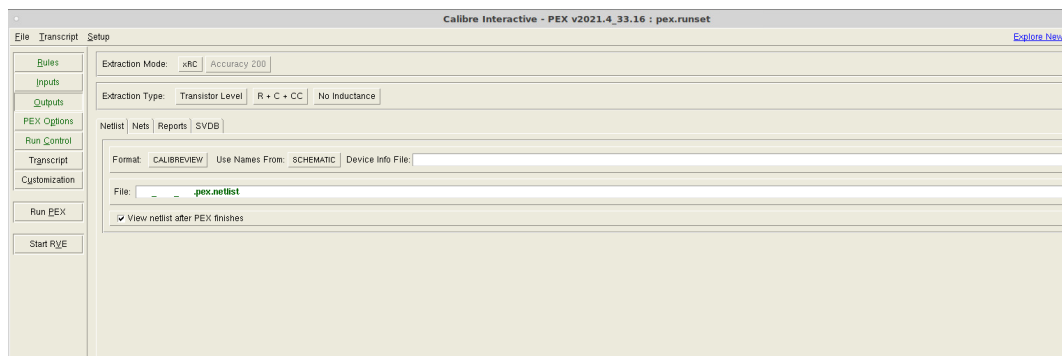 Calibre Interactive - PEX v2021.4_33.16 : pex.runset
File Transcript Setup
Explore New
Rules
Inputs
Outputs
PEX Options
Run Control
Transcript
Customization
Run PEX
Start RVE
Extraction Mode: xRC Accuracy 200
Extraction Type: Transistor Level R + C + CC No Inductance
Netlist Nets Reports SVDB
Format: CALIBREVIEW Use Names From: SCHEMATIC Device Info File:
File: _ _ .pex.netlist
View netlist after PEX finishes